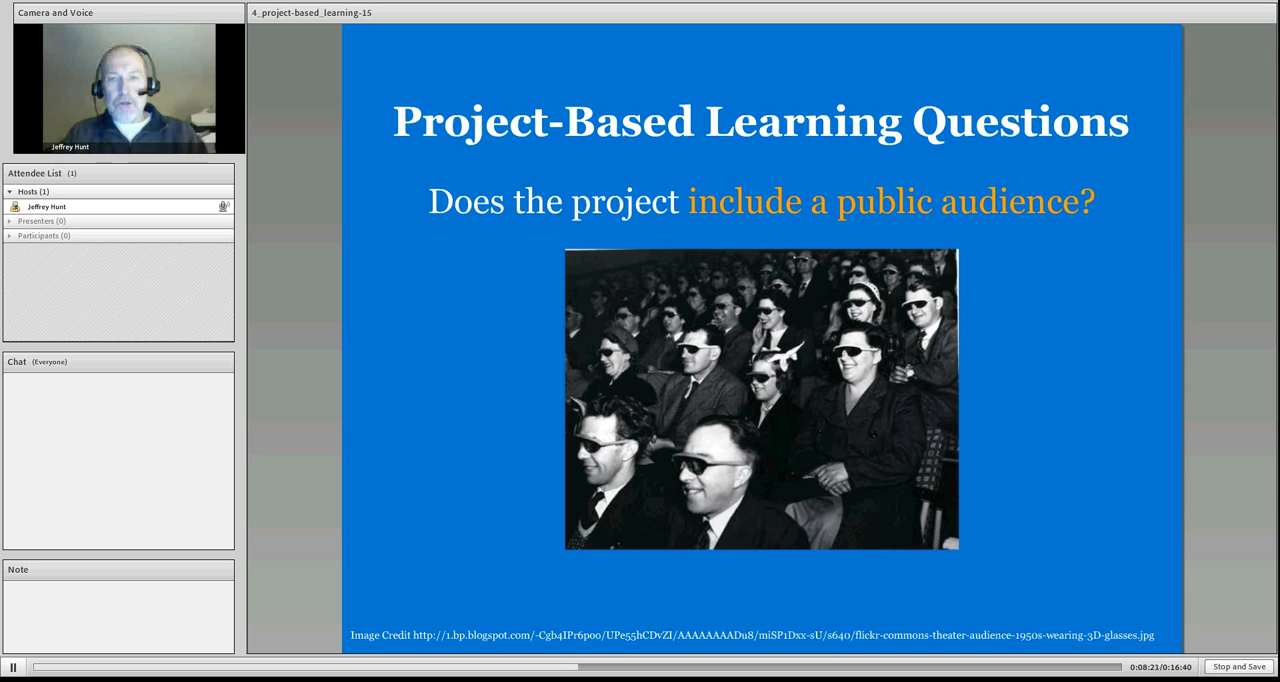 Camera and Voice
Jeffrey Hunt
Attendee List (1)
Hosts (1)
Jeffrey Hunt
Presenters (0)
Participants (0)
Chat (Everyone)
Note
4_project-based_learning-15
Project-Based Learning Questions
Does the project include a public audience?
Image Credit http://1.bp.blogspot.com/-Cgb4IPr6poo/UPe55hCDvZI/AAAAAAAADu8/miSP1Dxx-sU/s640/flickr-commons-theater-audience-1950s-wearing-3D-glasses.jpg
0:08:21/0:16:40
Stop and Save